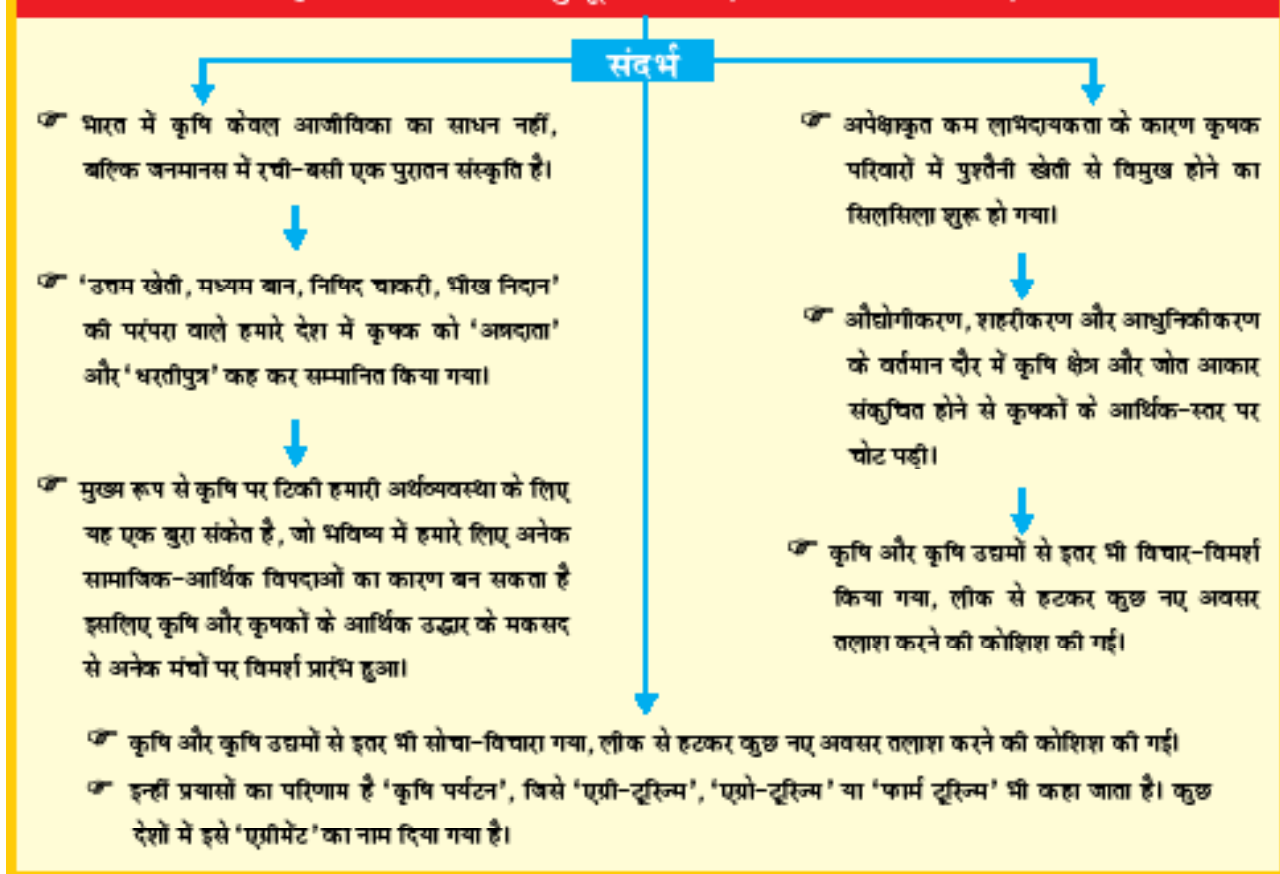 संदर्भ
भारत में कृषि केवल आजीविका का साधन नहीं,
बल्कि जनमानस में रची-बसी एक पुरातन संस्कृति है।
'उत्तम खेती, मध्यम बान, निषिद चाकरी, भीख निदान'
की परंपरा वाले हमारे देश में कृषक को 'अन्नदाता'
और 'धरतीपुत्र' कह कर सम्मानित किया गया।
मुख्य रूप से कृषि पर टिकी हमारी अर्थव्यवस्था के लिए
यह एक बुरा संकेत है, जो भविष्य में हमारे लिए अनेक
सामाजिक-आर्थिक विपदाओं का कारण बन सकता है
इसलिए कृषि और कृषकों के आर्थिक उद्धार के मकसद
से अनेक मंचों पर विमर्श प्रारंभ हुआ।
अपेक्षाकृत कम लाभदायकता के कारण कृषक
परिवारों में पुश्तैनी खेती से विमुख होने का
सिलसिला शुरू हो गया।
औद्योगीकरण, शहरीकरण और आधुनिकीकरण
के वर्तमान दौर में कृषि क्षेत्र और जोत आकार
संकुचित होने से कृषकों के आर्थिक-स्तर पर
चोट पड़ी।
कृषि और कृषि उद्यमों से इतर भी विचार-विमर्श
किया गया, लीक से हटकर कुछ नए अवसर
तलाश करने की कोशिश की गई।
कृषि और कृषि उद्यमों से इतर भी सोचा-विचारा गया, लीक से हटकर कुछ नए अवसर तलाश करने की कोशिश की गई।
इन्हीं प्रयासों का परिणाम है 'कृषि पर्यटन', जिसे 'एग्री-टूरिज्म', 'एग्रो-टूरिज्म' या 'फार्म टूरिज्म' भी कहा जाता है। कुछ
देशों में इसे 'एग्रीमेंट' का नाम दिया गया है।